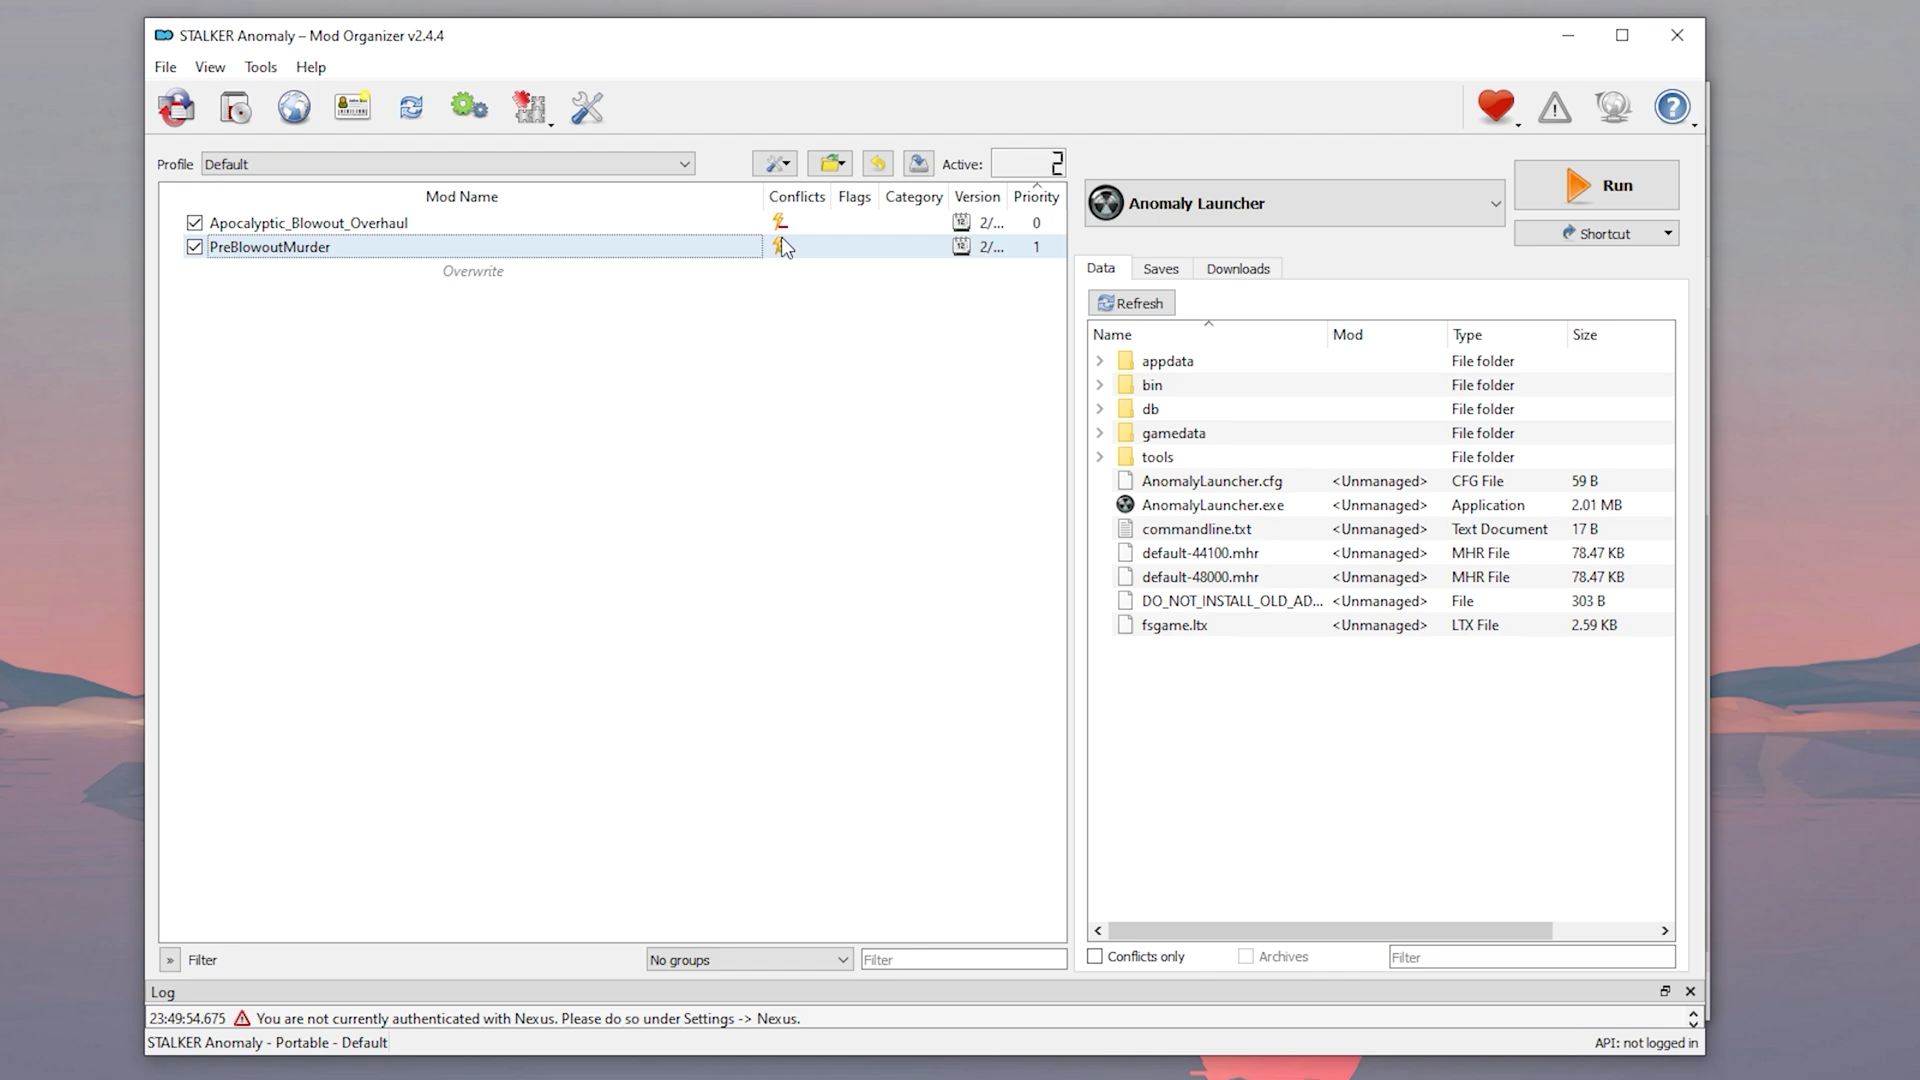 STALKER Anomaly – Mod Organizer v2.4.4
File View Tools Help
Profile Default Active: 2
Mod Name Conflicts Flags Category Version Priority
Apocalyptic_Blowout_Overhaul 2/... 0
PreBlowoutMurder 2/... 1
Overwrite
Anomaly Launcher
Run
Shortcut
Data Saves Downloads
Refresh
Name Mod Type Size
appdata File folder
bin File folder
db File folder
gamedata File folder
tools File folder
AnomalyLauncher.cfg <Unmanaged> CFG File 59 B
AnomalyLauncher.exe <Unmanaged> Application 2.01 MB
commandline.txt <Unmanaged> Text Document 17 B
default-44100.mhr <Unmanaged> MHR File 78.47 KB
default-48000.mhr <Unmanaged> MHR File 78.47 KB
DO_NOT_INSTALL_OLD_AD... <Unmanaged> File 303 B
fsgame.ltx <Unmanaged> LTX File 2.59 KB
» Filter No groups Filter
Conflicts only Archives Filter
Log
23:49:54.675 You are not currently authenticated with Nexus. Please do so under Settings -> Nexus.
STALKER Anomaly - Portable - Default API: not logged in